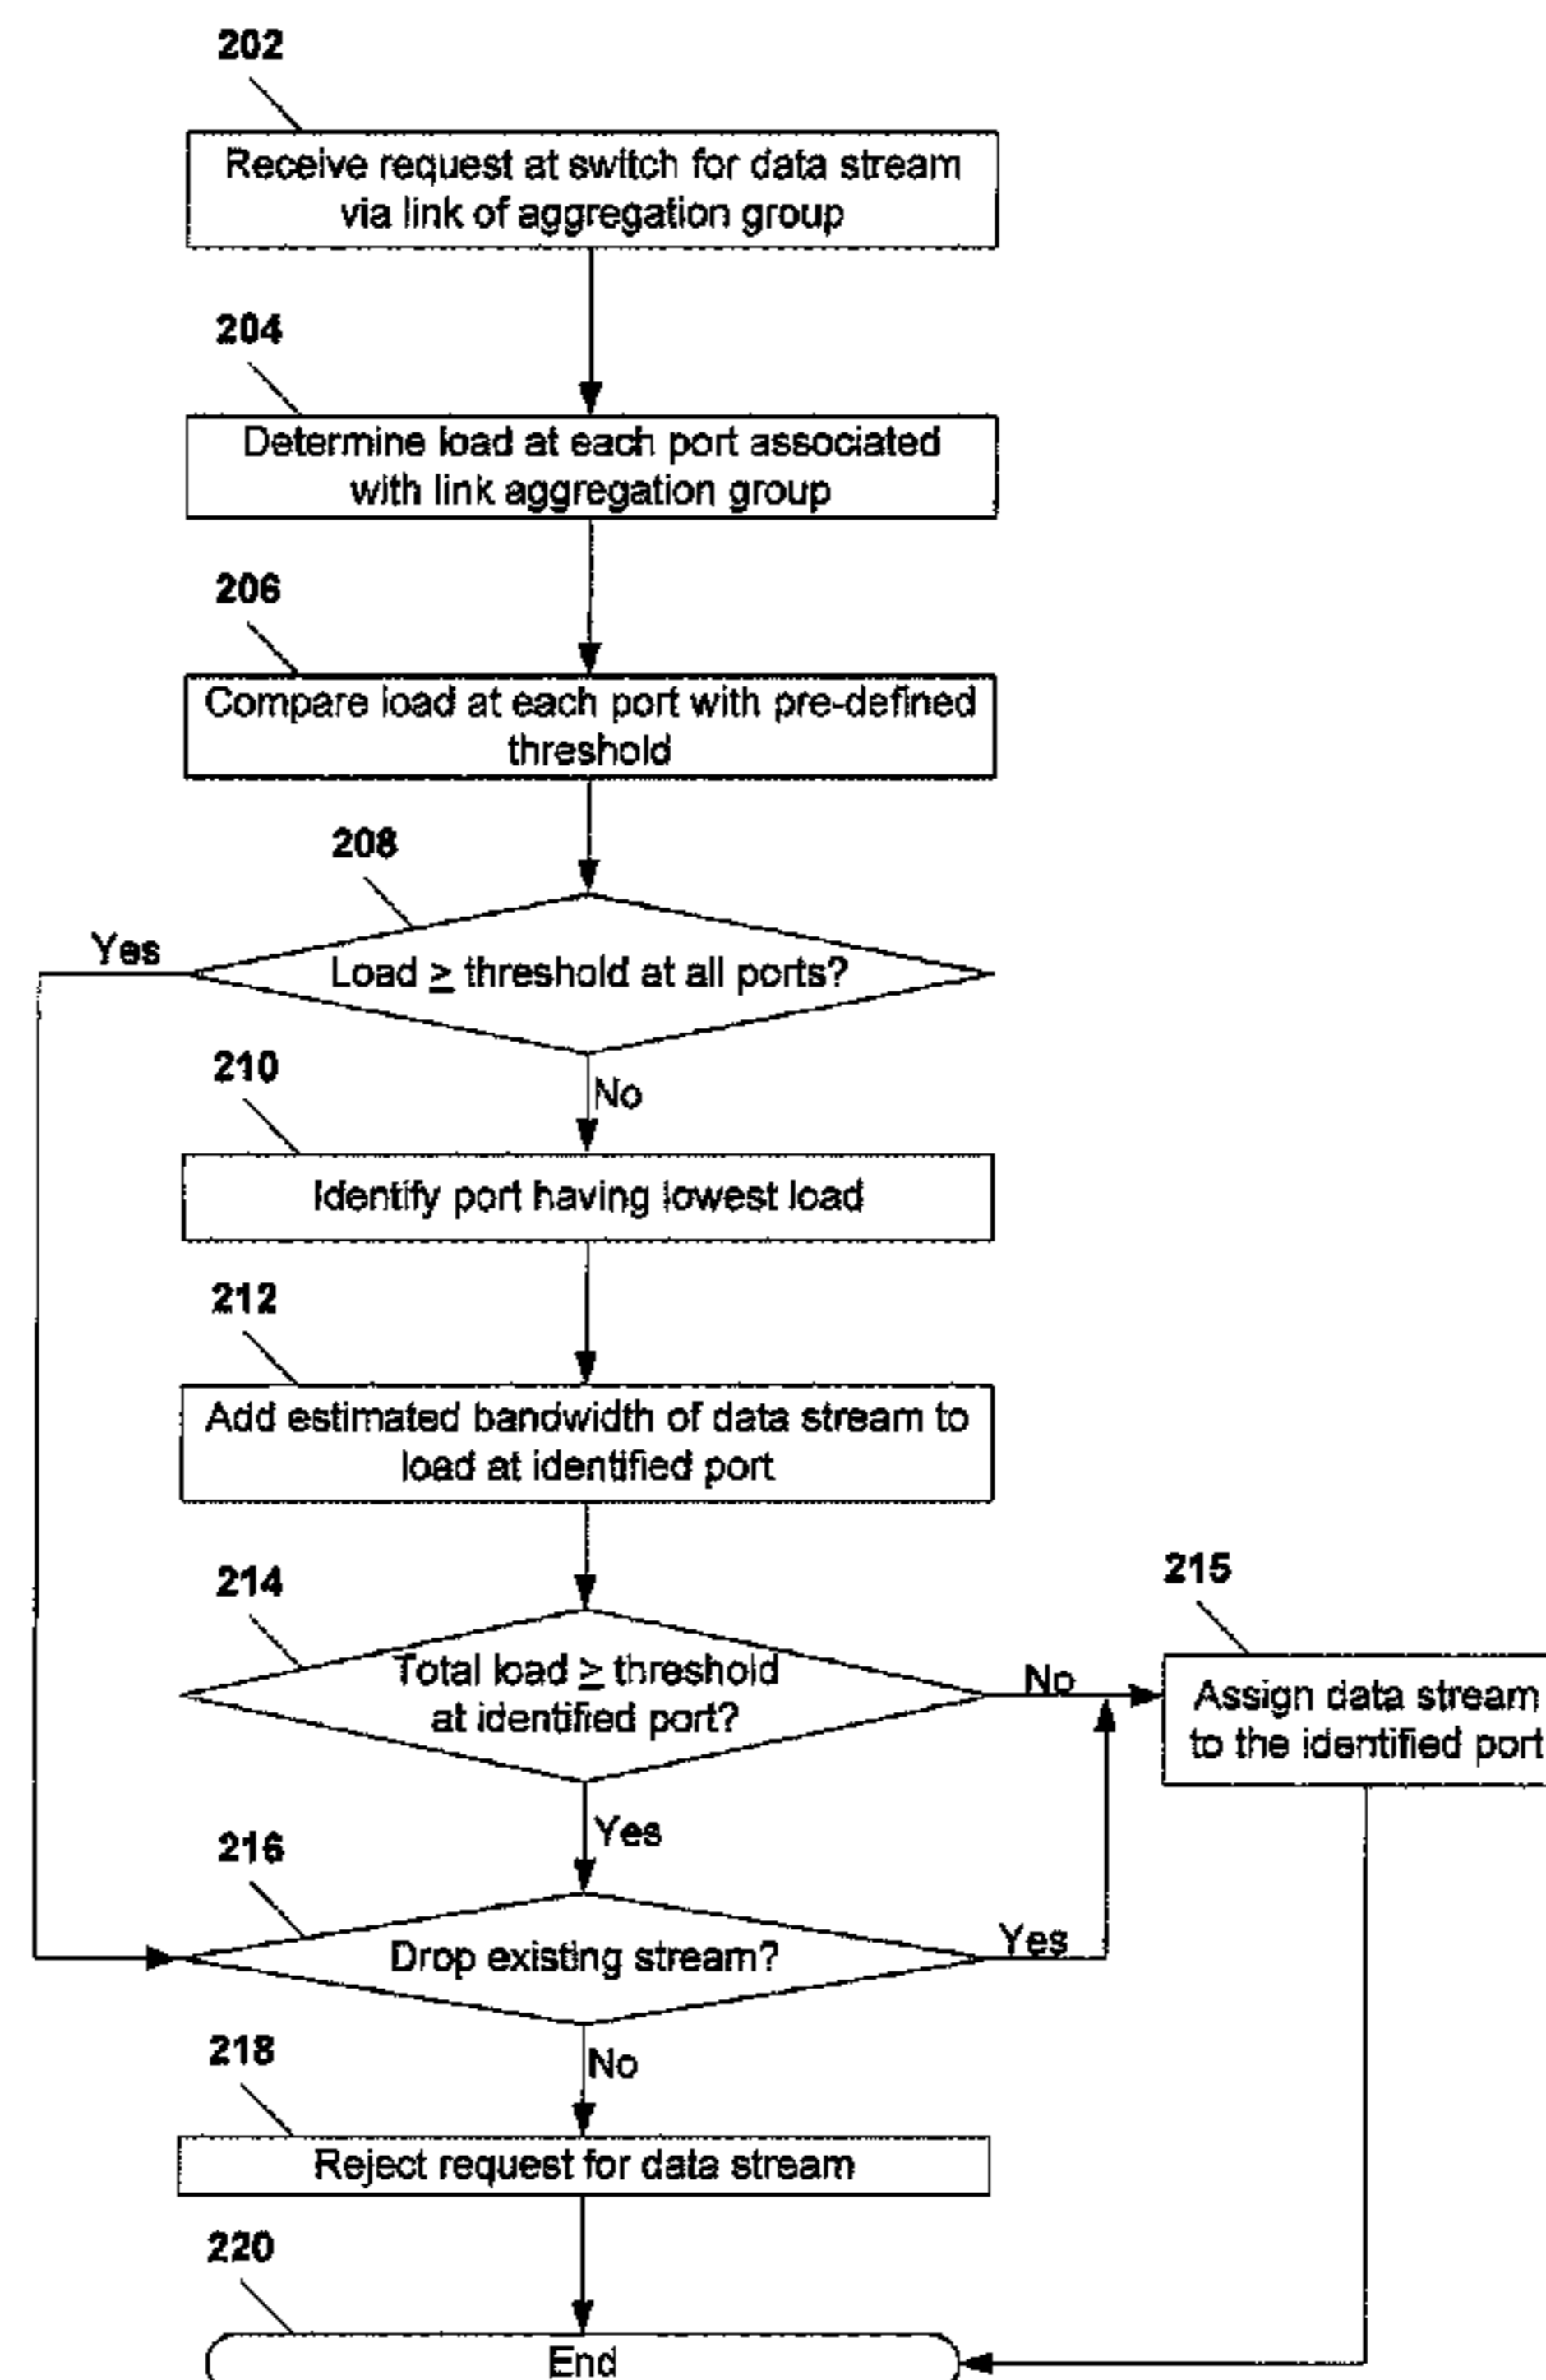 202
Receive request at switch for data stream
via link of aggregation group
204
Determine load at each port associated
with link aggregation group
206
Compare load at each port with pre-defined
threshold
208
Yes
Load ≥ threshold at all ports?
210
No
Identify port having lowest load
212
Add estimated bandwidth of data stream to
load at identified port
214
Total load ≥ threshold
at identified port?
No
215
Assign data stream
to the identified port
Yes
216
Drop existing stream?
Yes
218
No
Reject request for data stream
220
End